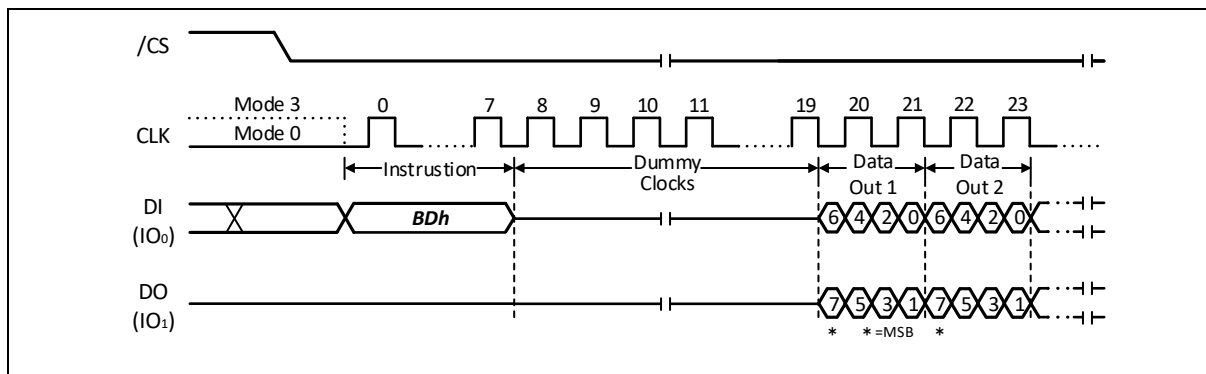 /CS
Mode 3 0 7 8 9 10 11 19 20 21 22 23
CLK Mode 0
Instrustion Dummy Clocks Data Out 1 Data Out 2
DI (IO0) BDh 6 4 2 0 6 4 2 0
DO (IO1) 7 5 3 1 7 5 3 1
* * =MSB *